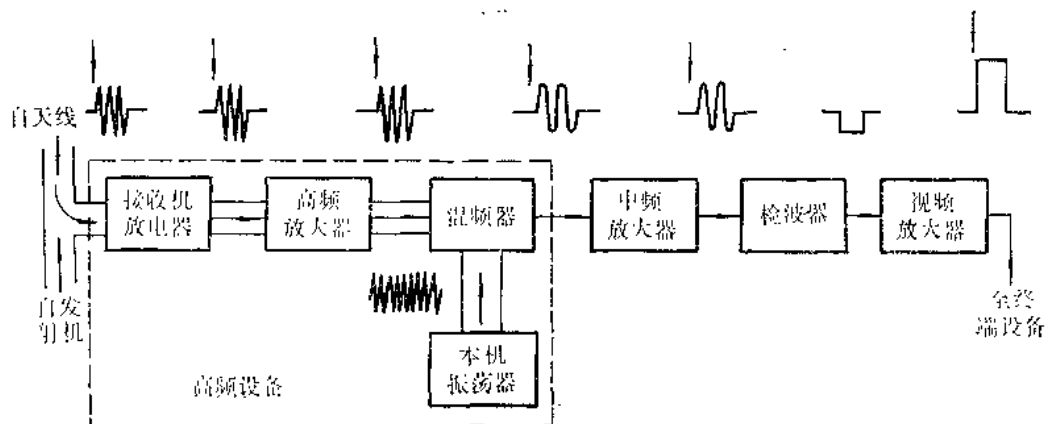 自天线
接收机
放电器
高频
放大器
混频器
中频
放大器
检波器
视频
放大器
自发
射机
至终
端设备
本机
振荡器
高频设备